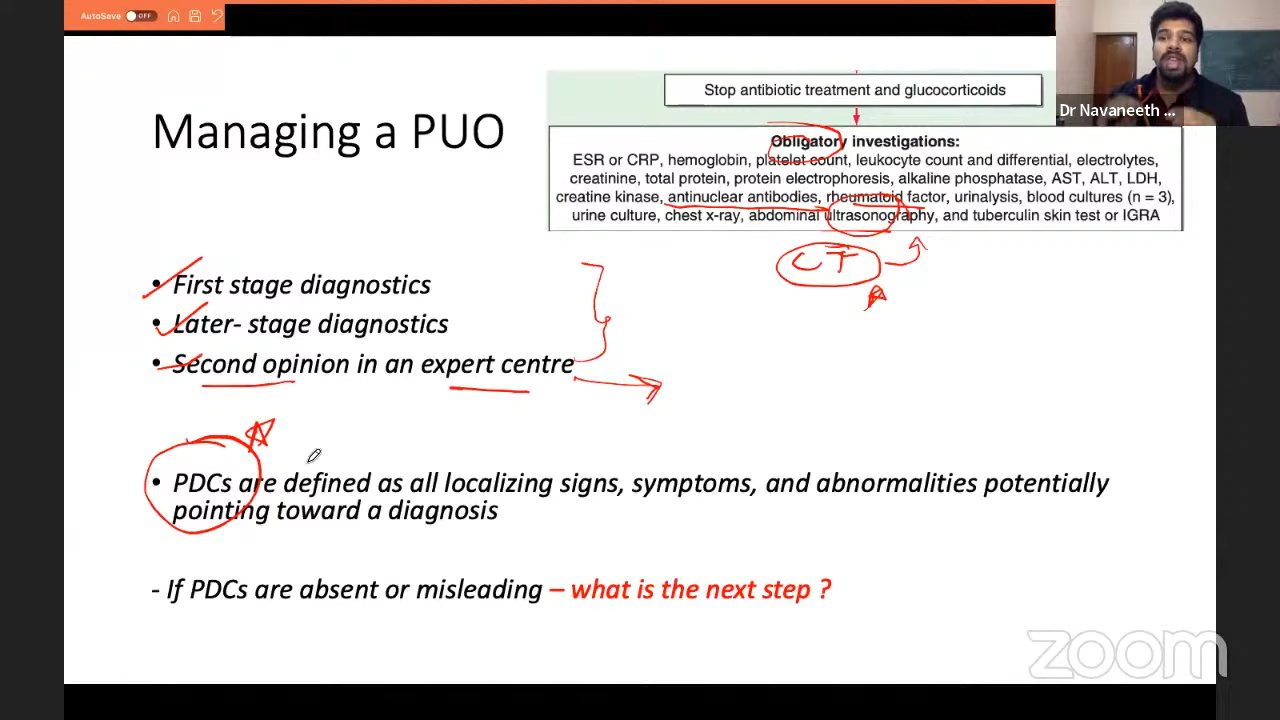 AutoSave OFF
Managing a PUO
Stop antibiotic treatment and glucocorticoids
Obligatory investigations:
ESR or CRP, hemoglobin, platelet count, leukocyte count and differential, electrolytes,
creatinine, total protein, protein electrophoresis, alkaline phosphatase, AST, ALT, LDH,
creatine kinase, antinuclear antibodies, rheumatoid factor, urinalysis, blood cultures (n = 3),
urine culture, chest x-ray, abdominal ultrasonography, and tuberculin skin test or IGRA
CT
Dr Navaneeth ...
• First stage diagnostics
• Later- stage diagnostics
• Second opinion in an expert centre
• PDCs are defined as all localizing signs, symptoms, and abnormalities potentially
pointing toward a diagnosis
- If PDCs are absent or misleading – what is the next step ?
zoom